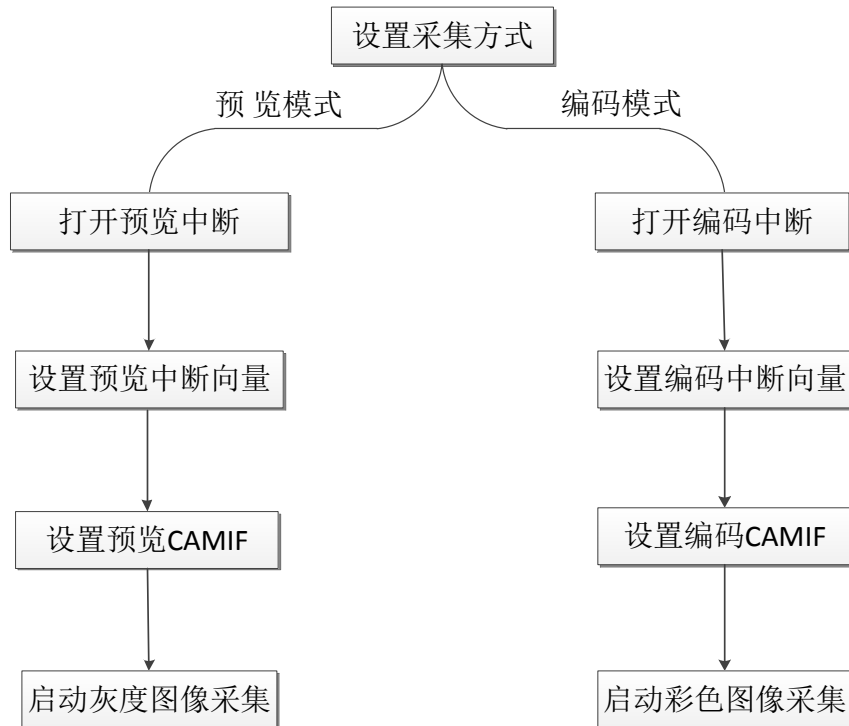 设置采集方式
预 览模式
编码模式
打开预览中断
打开编码中断
设置预览中断向量
设置编码中断向量
设置预览CAMIF
设置编码CAMIF
启动灰度图像采集
启动彩色图像采集